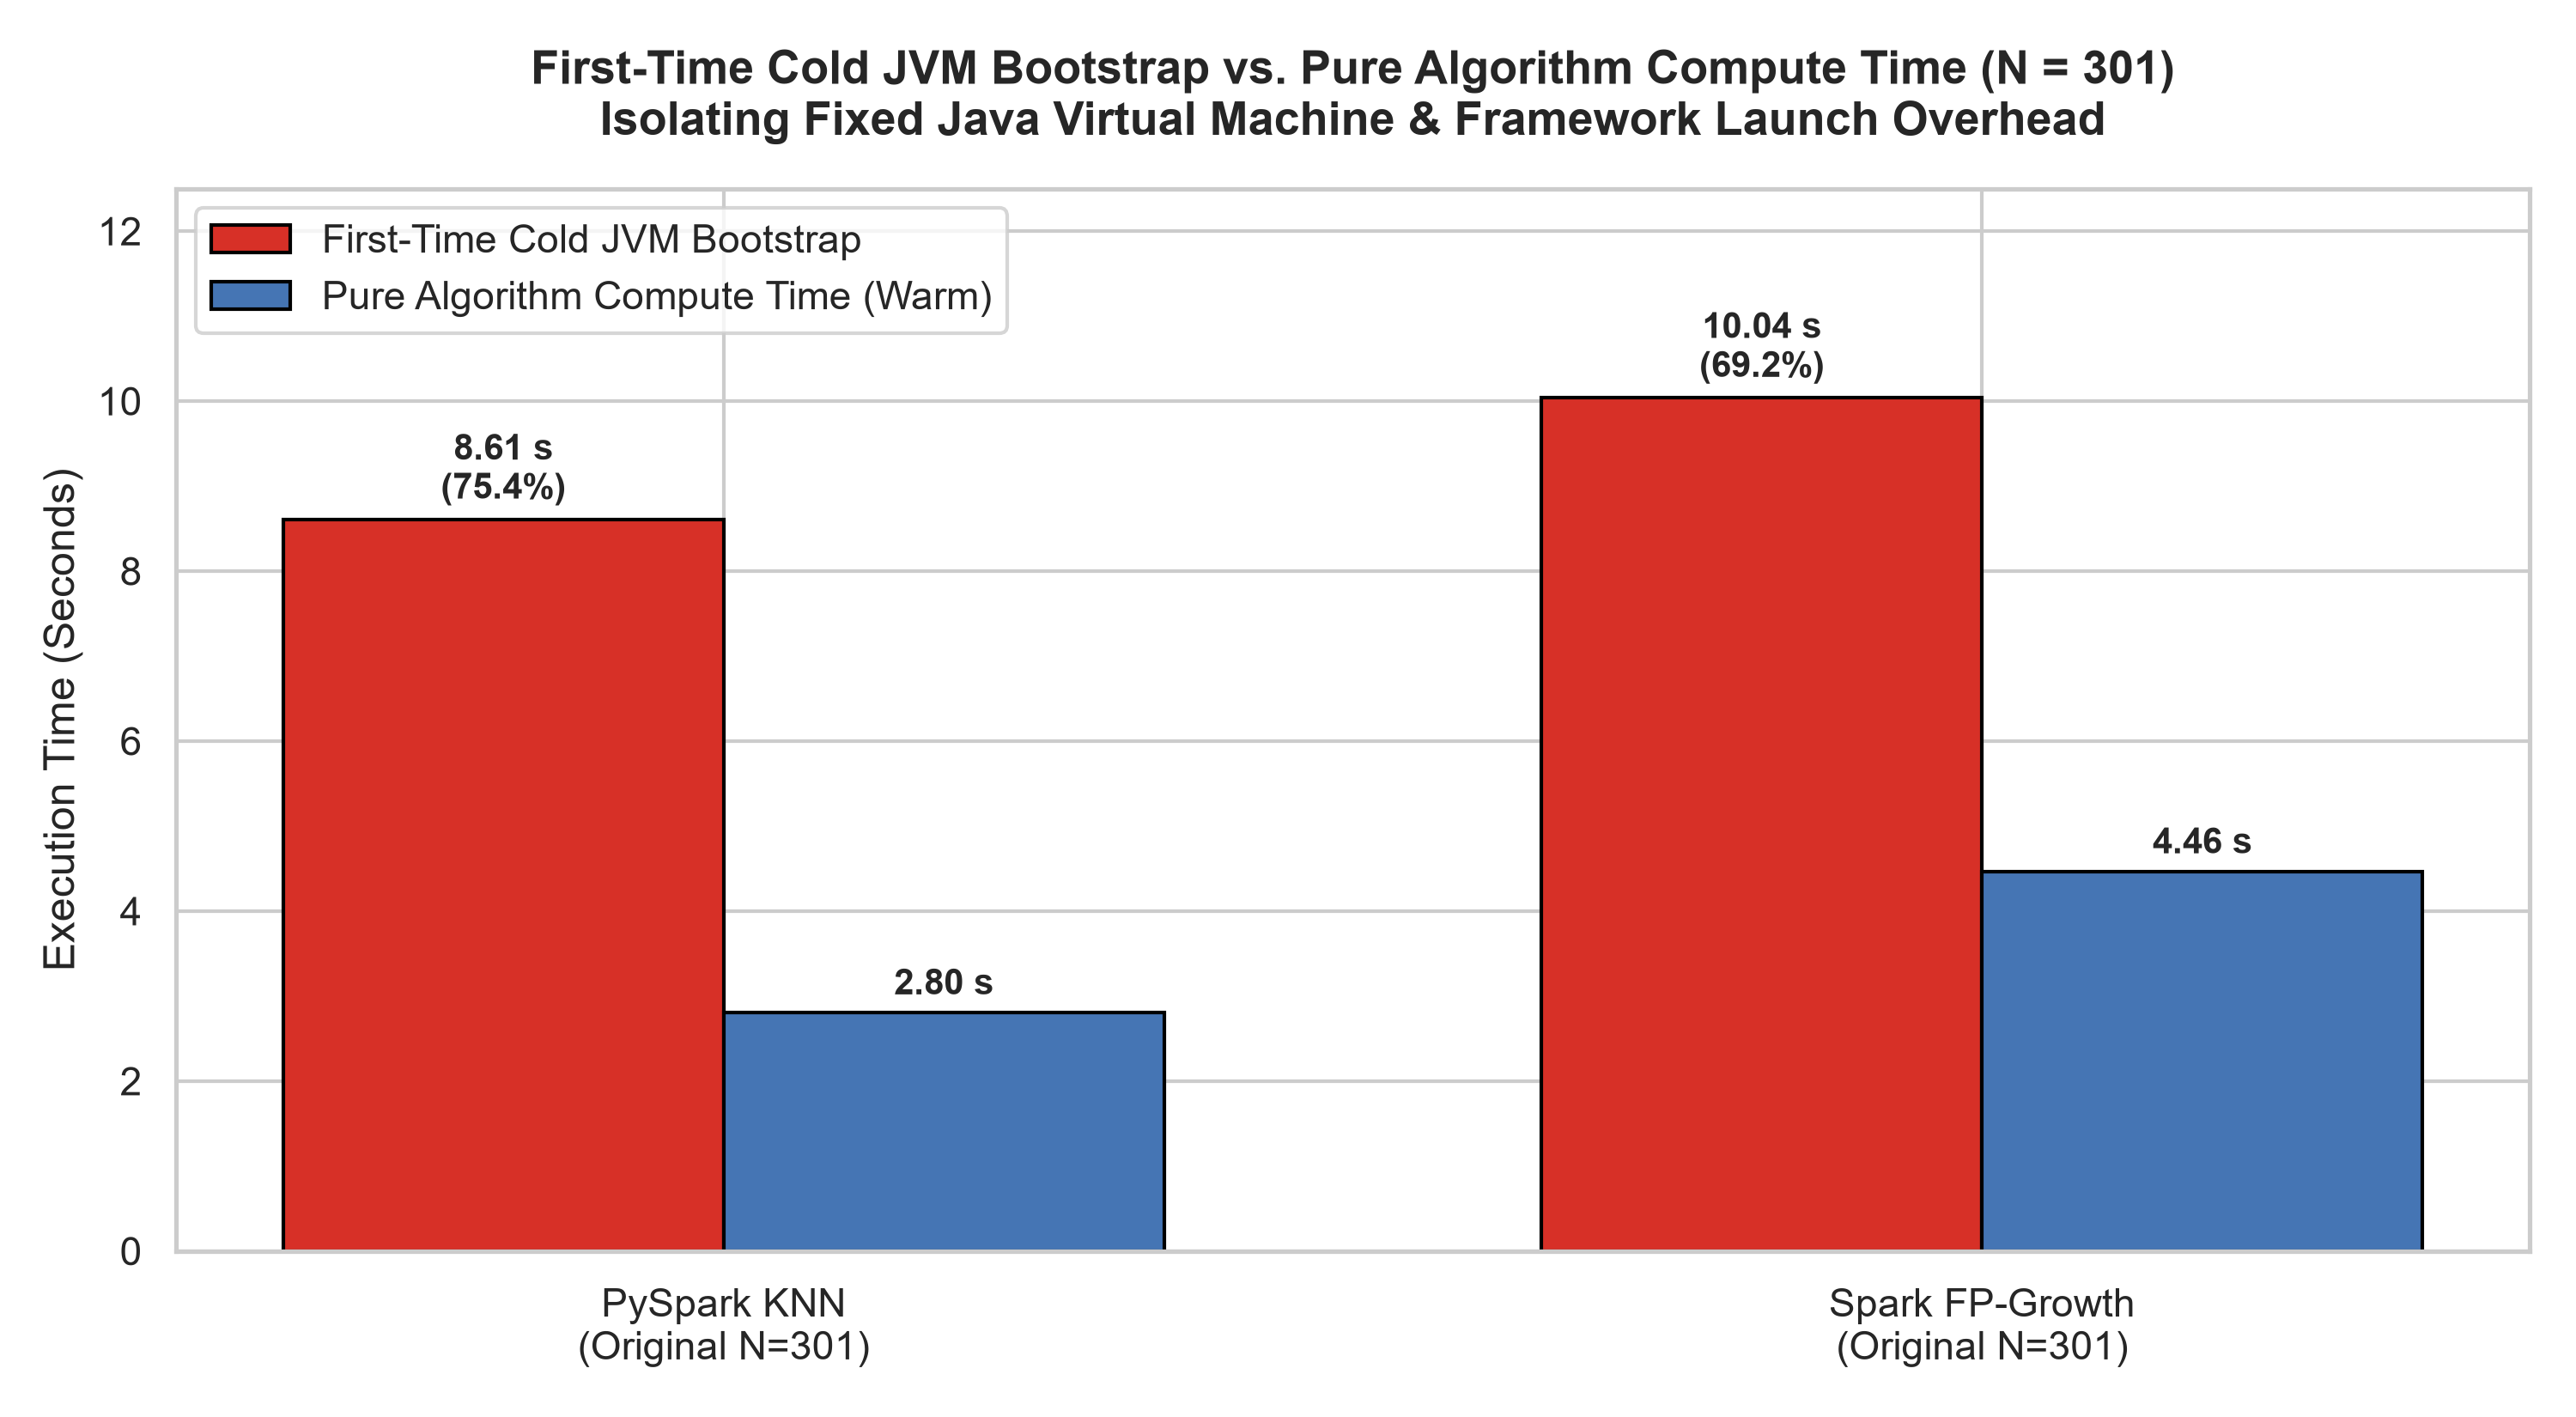 First-Time Cold JVM Bootstrap vs. Pure Algorithm Compute Time (N = 301)
Isolating Fixed Java Virtual Machine & Framework Launch Overhead
Execution Time (Seconds)
12
10
8
6
4
2
0
First-Time Cold JVM Bootstrap
Pure Algorithm Compute Time (Warm)
8.61 s
(75.4%)
2.80 s
10.04 s
(69.2%)
4.46 s
PySpark KNN
(Original N=301)
Spark FP-Growth
(Original N=301)